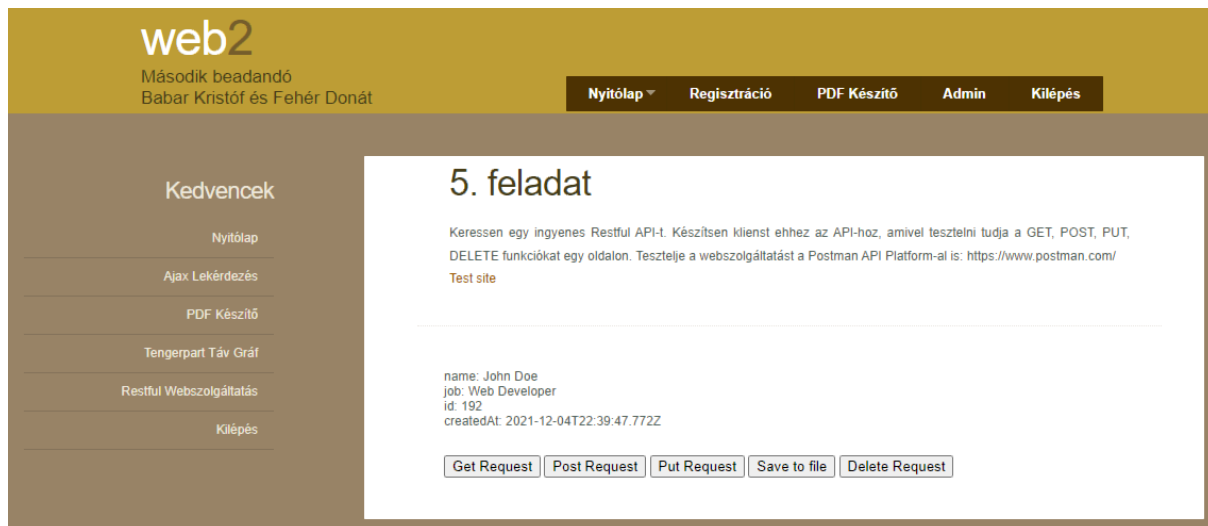 web2
Második beadandó
Babar Kristóf és Fehér Donát
Nyitólap Regisztráció PDF Készítő Admin Kilépés
Kedvencek
Nyitólap
Ajax Lekérdezés
PDF Készítő
Tengerpart Táv Gráf
Restful Webszolgáltatás
Kilépés
5. feladat
Keressen egy ingyenes Restful API-t. Készítsen klienst ehhez az API-hoz, amivel tesztelni tudja a GET, POST, PUT,
DELETE funkciókat egy oldalon. Tesztelje a webszolgáltatást a Postman API Platform-al is: https://www.postman.com/
Test site
name: John Doe
job: Web Developer
id: 192
createdAt: 2021-12-04T22:39:47.772Z
Get Request Post Request Put Request Save to file Delete Request